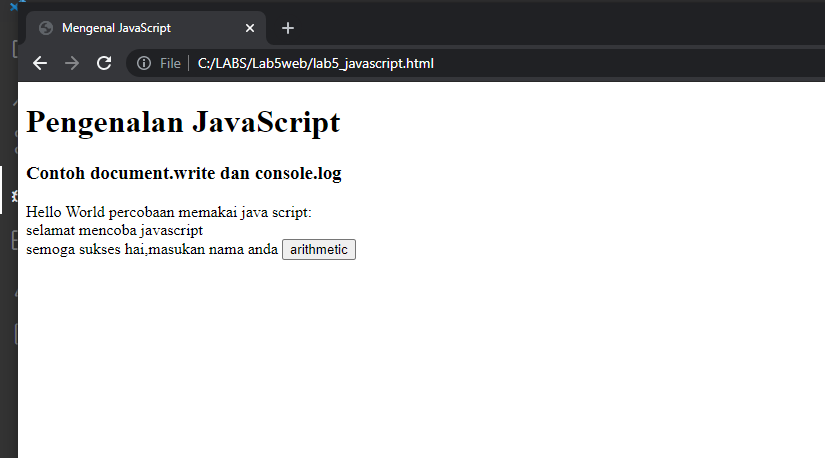 Mengenal JavaScript
File
C:/LABS/Lab5web/lab5_javascript.html
Pengenalan JavaScript
Contoh document.write dan console.log
Hello World percobaan memakai java script:
selamat mencoba javascript
semoga sukses hai,masukan nama anda arithmetic